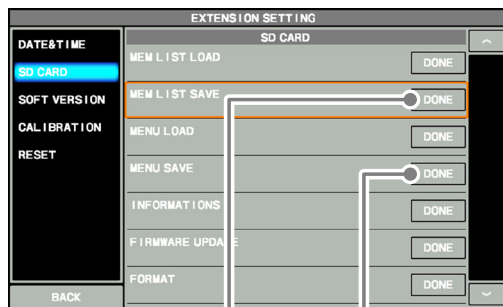 EXTENSION SETTING
DATE&TIME
SD CARD
SOFT VERSION
CALIBRATION
RESET
BACK
SD CARD
MEM LIST LOAD DONE
MEM LIST SAVE DONE
MENU LOAD DONE
MENU SAVE DONE
INFORMATIONS DONE
FIRMWARE UPDATE DONE
FORMAT DONE